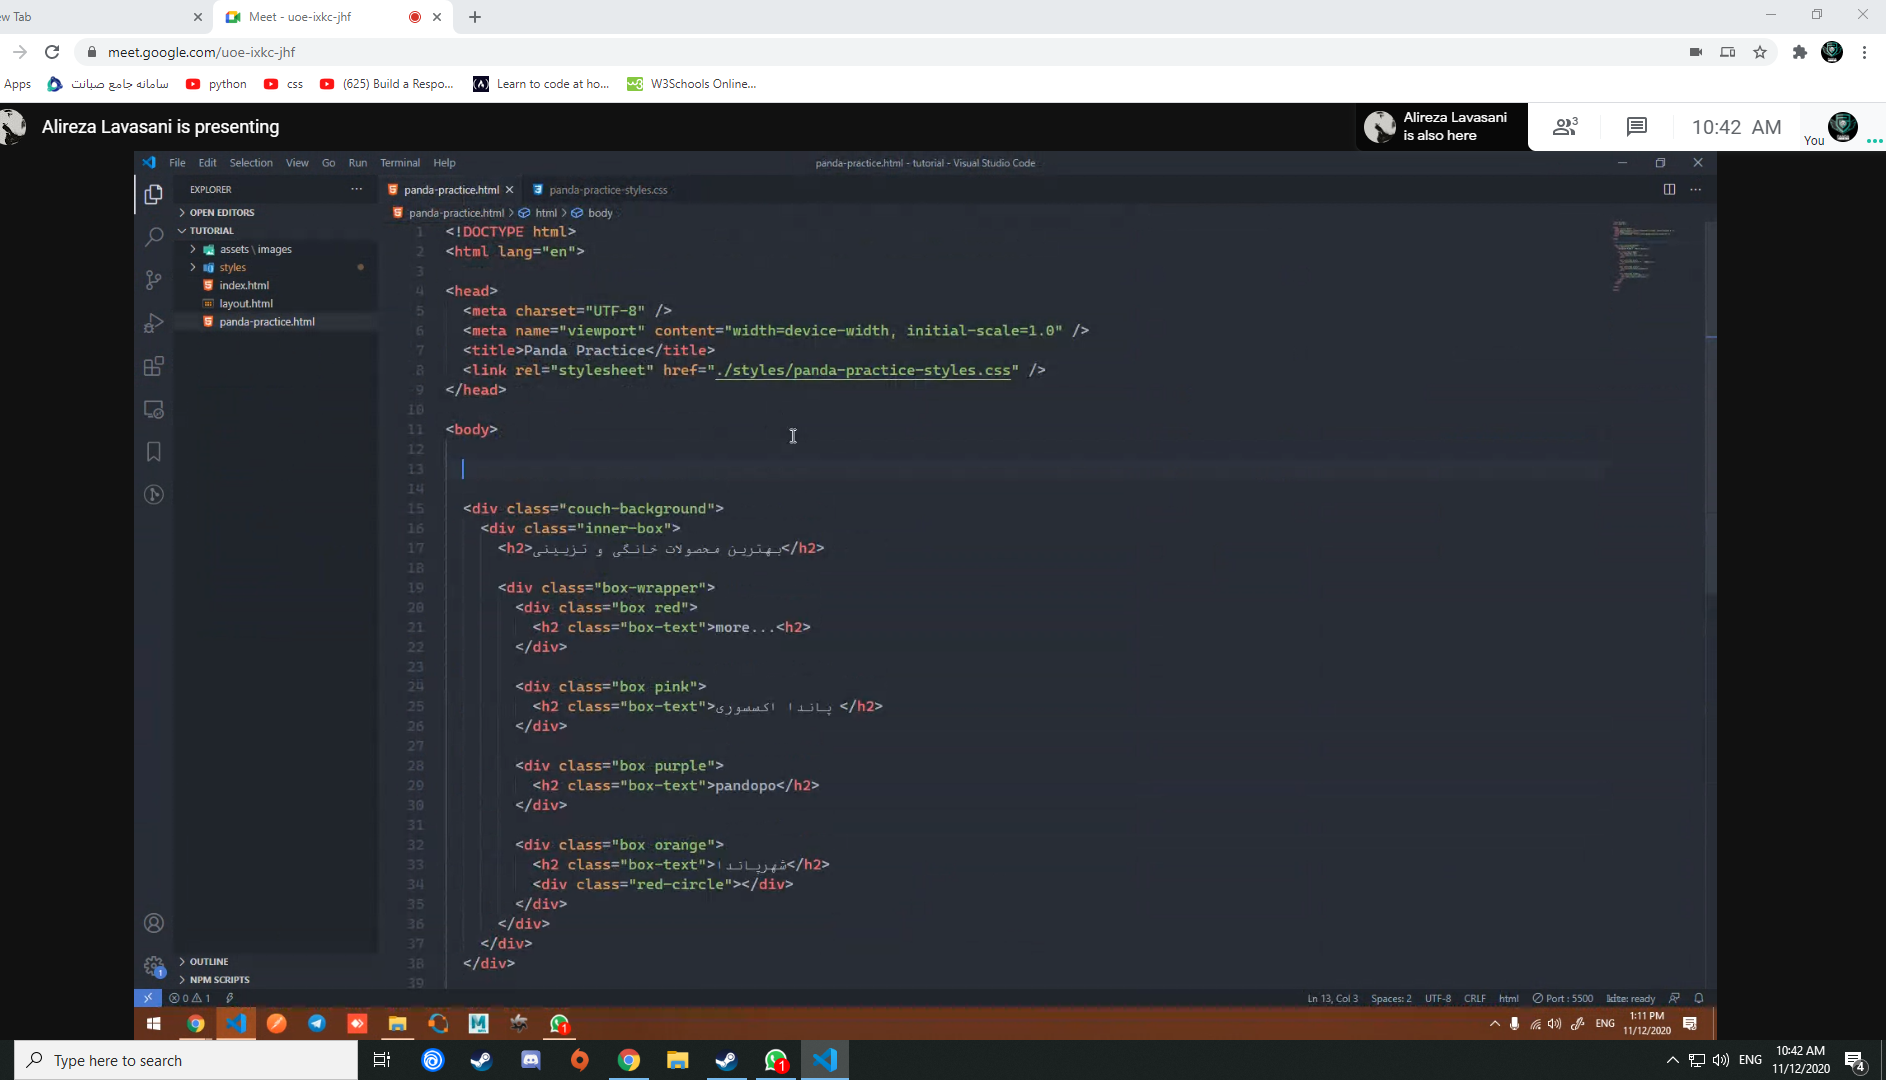 ew Tab
Meet - uoe-ixkc-jhf
meet.google.com/uoe-ixkc-jhf
Apps
سامانه جامع صبانت
python
css
(625) Build a Respo...
Learn to code at ho...
W3Schools Online...
Alireza Lavasani is presenting
Alireza Lavasani
is also here
3
10:42 AM
You
File Edit Selection View Go Run Terminal Help
panda-practice.html - tutorial - Visual Studio Code
EXPLORER
panda-practice.html
panda-practice-styles.css
OPEN EDITORS
panda-practice.html > html > body
TUTORIAL
assets \ images
styles
index.html
layout.html
panda-practice.html
1 <!DOCTYPE html>
2 <html lang="en">
3
4 <head>
5 <meta charset="UTF-8" />
6 <meta name="viewport" content="width=device-width, initial-scale=1.0" />
7 <title>Panda Practice</title>
8 <link rel="stylesheet" href="./styles/panda-practice-styles.css" />
9 </head>
10
11 <body>
12
13
14
15 <div class="couch-background">
16 <div class="inner-box">
17 <h2>بهترین محصولات خانگی و تزیینی</h2>
18
19 <div class="box-wrapper">
20 <div class="box red">
21 <h2 class="box-text">more...<h2>
22 </div>
23
24 <div class="box pink">
25 <h2 class="box-text">پاندا اکسسوری </h2>
26 </div>
27
28 <div class="box purple">
29 <h2 class="box-text">pandopo</h2>
30 </div>
31
32 <div class="box orange">
33 <h2 class="box-text">شهرپاندا</h2>
34 <div class="red-circle"></div>
35 </div>
36 </div>
37 </div>
38 </div>
39
OUTLINE
NPM SCRIPTS
1
0 1
Ln 13, Col 3 Spaces: 2 UTF-8 CRLF html Port : 5500
1
ENG
1:11 PM
11/12/2020
Type here to search
1
ENG
10:42 AM
11/12/2020
4